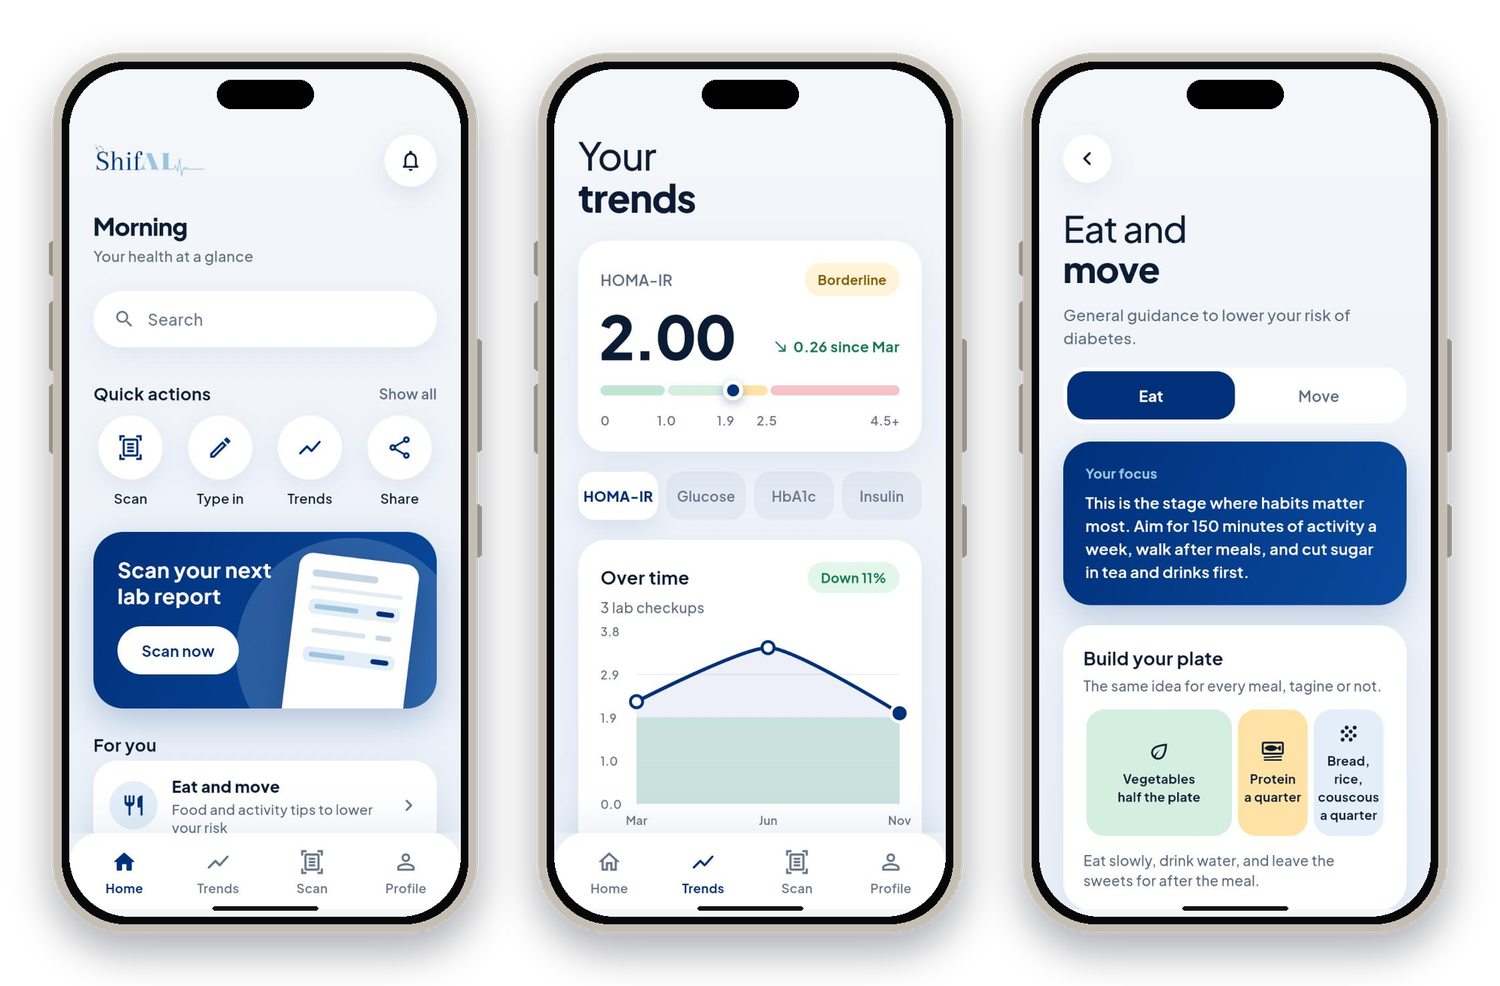 ShifAI
Morning
Your health at a glance
Search
Quick actions
Show all
Scan
Type in
Trends
Share
Scan your next
lab report
Scan now
For you
Eat and move
Food and activity tips to lower
your risk
Home
Trends
Scan
Profile
Your
trends
HOMA-IR
Borderline
2.00
↘ 0.26 since Mar
0 1.0 1.9 2.5 4.5+
HOMA-IR
Glucose
HbA1c
Insulin
Over time
Down 11%
3 lab checkups
3.8
2.9
1.9
1.0
0.0
Mar Jun Nov
Home
Trends
Scan
Profile
Eat and
move
General guidance to lower your risk of
diabetes.
Eat
Move
Your focus
This is the stage where habits matter
most. Aim for 150 minutes of activity a
week, walk after meals, and cut sugar
in tea and drinks first.
Build your plate
The same idea for every meal, tagine or not.
Vegetables
half the plate
Protein
a quarter
Bread,
rice,
couscous
a quarter
Eat slowly, drink water, and leave the
sweets for after the meal.